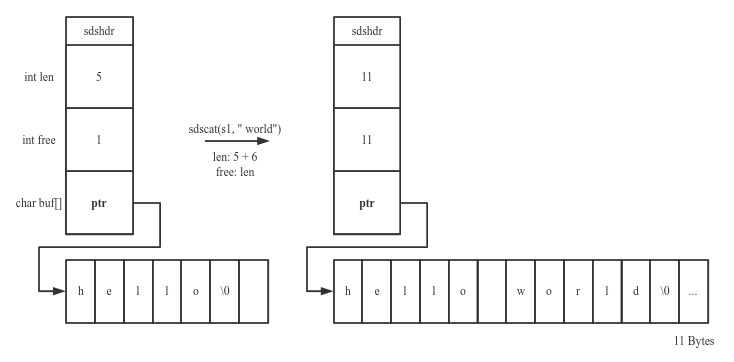 sdshdr
int len
5
int free
1
char buf[]
ptr
h e l l o \0
sdscat(s1, " world")
len: 5 + 6
free: len
sdshdr
11
11
ptr
h e l l o w o r l d \0 ...
11 Bytes